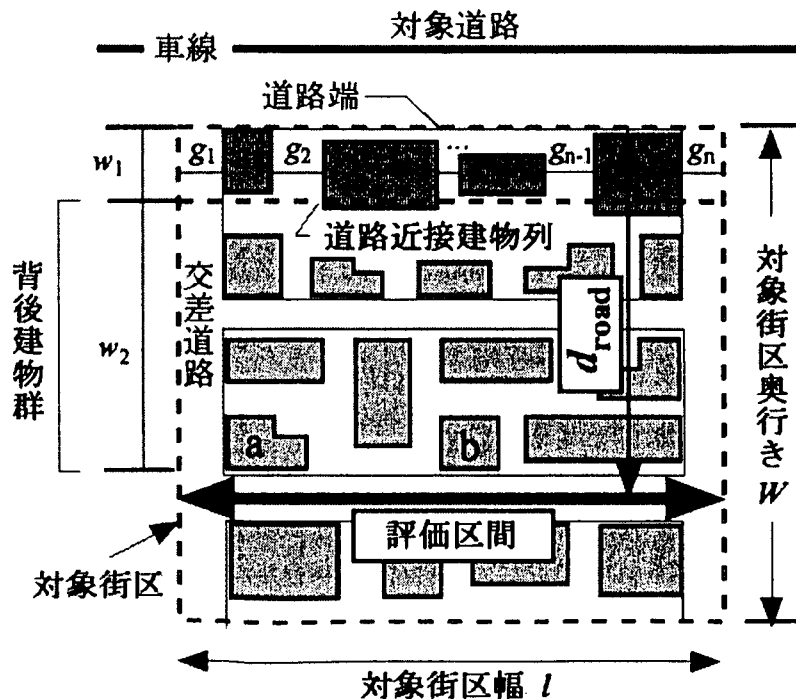 対象道路
車線
道路端
g1 g2 ... gn-1 gn
w1
道路近接建物列
背後建物群
交差道路
w2
droad
対象街区奥行き W
a b
評価区間
対象街区
対象街区幅 l